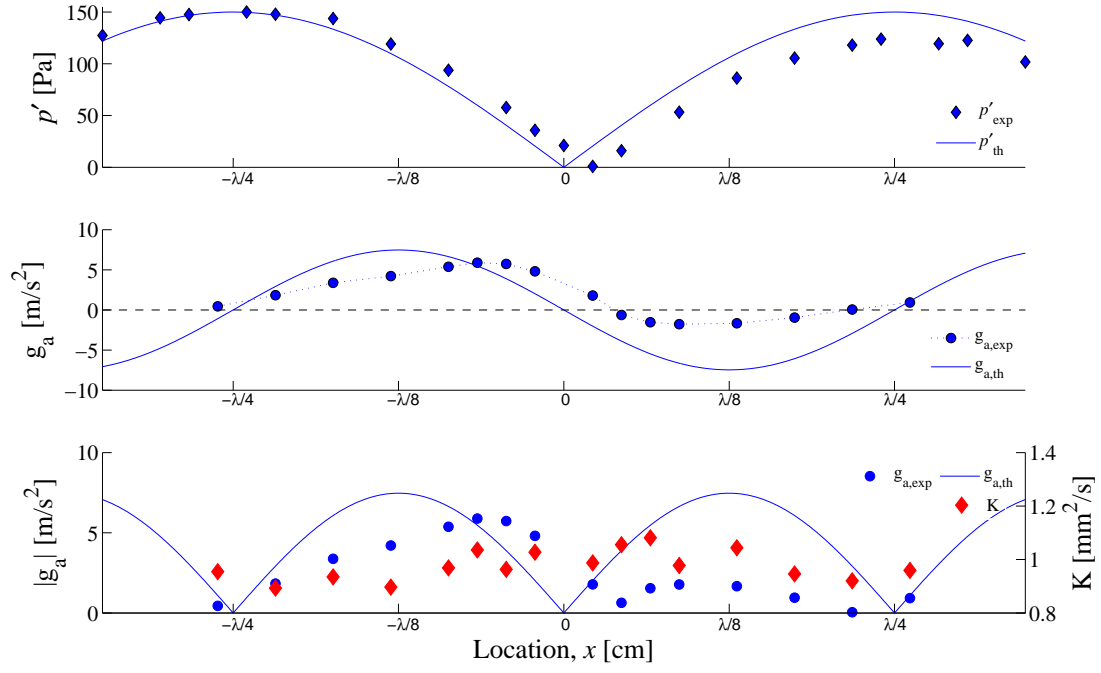 150
100
50
0
p′ [Pa]
p′exp
p′th
−λ/4
−λ/8
0
λ/8
λ/4
10
5
0
−5
−10
ga [m/s2]
ga,exp
ga,th
−λ/4
−λ/8
0
λ/8
λ/4
10
5
0
|ga| [m/s2]
ga,exp
ga,th
K
1.4
1.2
1
0.8
K [mm2/s]
−λ/4
−λ/8
0
λ/8
λ/4
Location, x [cm]